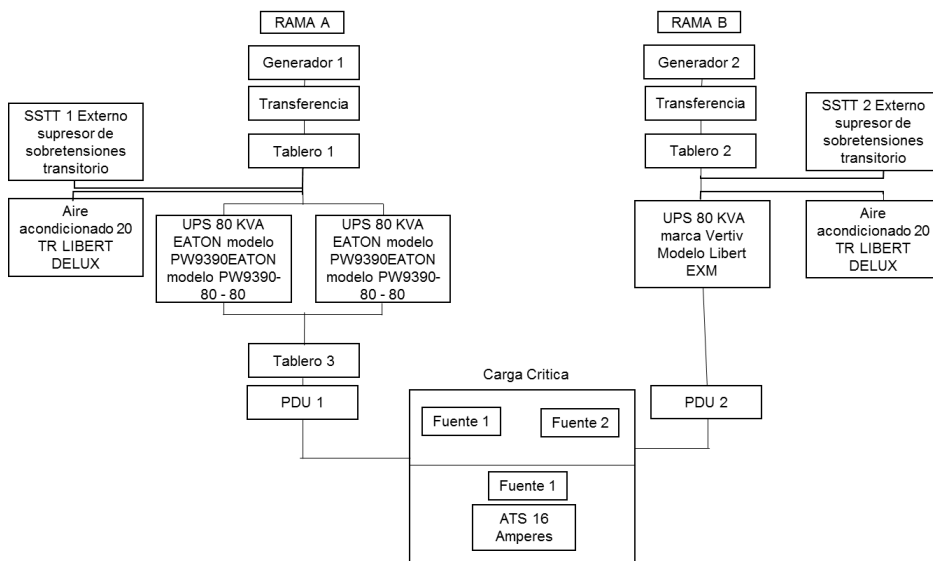 RAMA A
RAMA B
Generador 1
Generador 2
Transferencia
Transferencia
SSTT 1 Externo
supresor de
sobretensiones
transitorio
SSTT 2 Externo
supresor de
sobretensiones
transitorio
Tablero 1
Tablero 2
Aire
acondicionado 20
TR LIBERT
DELUX
UPS 80 KVA
EATON modelo
PW9390EATON
modelo PW9390-
80 - 80
UPS 80 KVA
EATON modelo
PW9390EATON
modelo PW9390-
80 - 80
UPS 80 KVA
marca Vertiv
Modelo Libert
EXM
Aire
acondicionado 20
TR LIBERT
DELUX
Tablero 3
Carga Critica
PDU 1
PDU 2
Fuente 1
Fuente 2
Fuente 1
ATS 16
Amperes